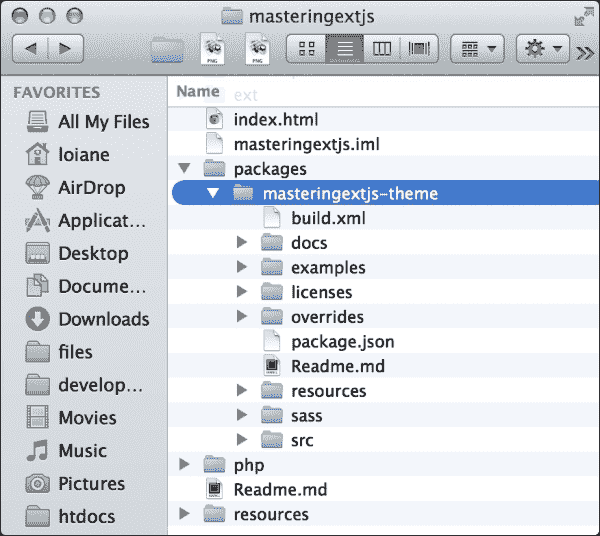 masteringextjs
PNG
PNG
FAVORITES
All My Files
loiane
AirDrop
Applicat...
Desktop
Docume...
Downloads
files
develop...
Movies
Music
Pictures
htdocs
Name
ext
index.html
masteringextjs.iml
packages
masteringextjs-theme
build.xml
docs
examples
licenses
overrides
package.json
Readme.md
resources
sass
src
php
Readme.md
resources